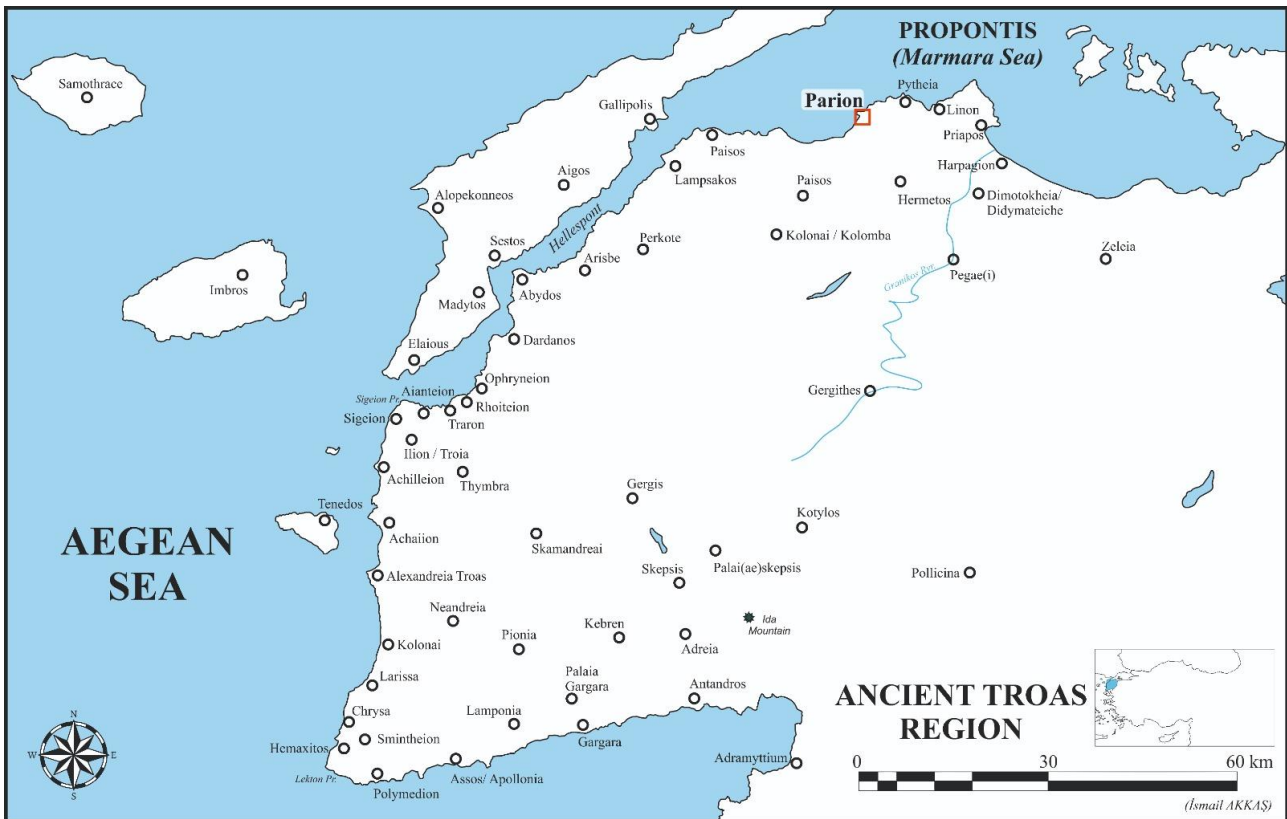 PROPONTIS
(Marmara Sea)
Samothrace
Gallipolis
Parion
Pytheia
Linon
Priapos
Paisos
Lampsakos
Harpagion
Aigos
Paisos
Hermetos
Dimotokheia/
Didymateiche
Alopekonneos
Hellespont
Sestos
Perkote
Kolonai / Kolomba
Zeleia
Arisbe
Imbros
Granikos Rvr.
Pegae(i)
Madytos
Abydos
Dardanos
Elaious
Ophryneion
Gergithes
Aianteion
Sigeion Pr.
Rhoiteion
Sigeion
Traron
Ilion / Troia
Achilleion
Thymbra
Gergis
Tenedos
Kotylos
AEGEAN
SEA
Achaiion
Skamandreai
Palai(ae)skepsis
Skepsis
Pollicina
Alexandreia Troas
Neandreia
Ida
Mountain
Kebren
Pionia
Adreia
Kolonai
Larissa
Palaia
Gargara
Antandros
ANCIENT TROAS
REGION
Chrysa
Lamponia
Smintheion
Gargara
Hemaxitos
N
W
E
S
Lekton Pr.
Polymedion
Assos/ Apollonia
Adramyttium
0
30
60 km
(İsmail AKKAŞ)